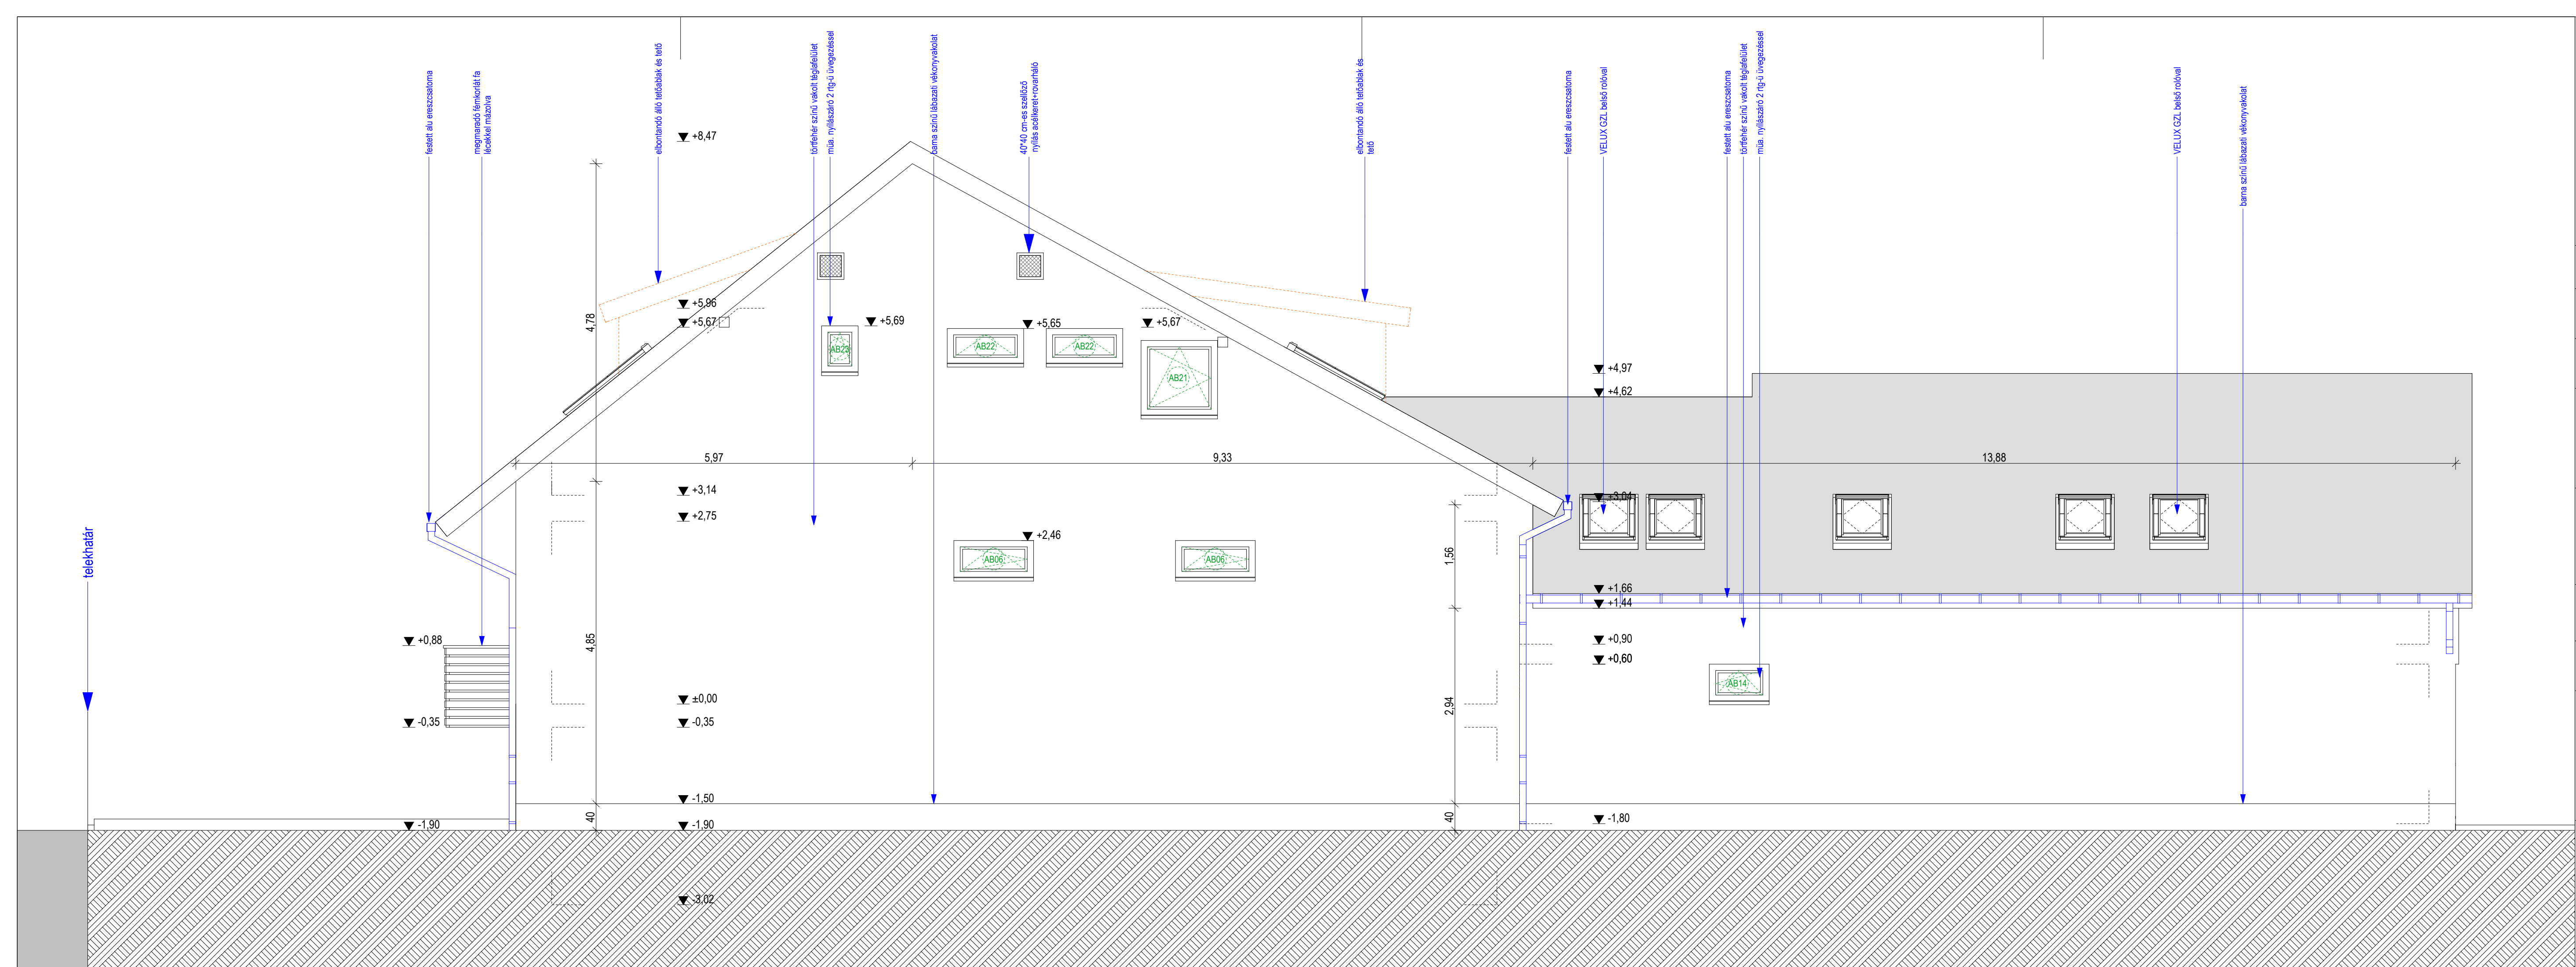 festett alu ereszcsatorna
megmaradó fémkorlát fa
lécekkel mázolva
elbontandó álló tetőablak és tető
törtfehér színű vakolt téglafelület
műa. nyílászáró 2 rtg-ű üvegezéssel
barna színű lábazati vékonyvakolat
40*40 cm-es szellőző
nyílás acélkeret+rovarháló
elbontandó álló tetőablak és
tető
festett alu ereszcsatorna
VELUX GZL belső rolóval
festett alu ereszcsatorna
törtfehér színű vakolt téglafelület
műa. nyílászáró 2 rtg-ű üvegezéssel
VELUX GZL belső rolóval
barna színű lábazati vékonyvakolat
+8,47
+5,96
+5,67
+5,69
+5,65
+5,67
4,78
AB23
AB22
AB22
AB21
+4,97
+4,62
5,97
9,33
13,88
+3,14
+3,04
+2,75
+2,46
telekhatár
AB06
AB06
1,56
+1,66
+1,44
+0,88
4,85
+0,90
+0,60
AB14
±0,00
2,94
-0,35
-0,35
-1,50
40
40
-1,90
-1,90
-1,80
-3,02